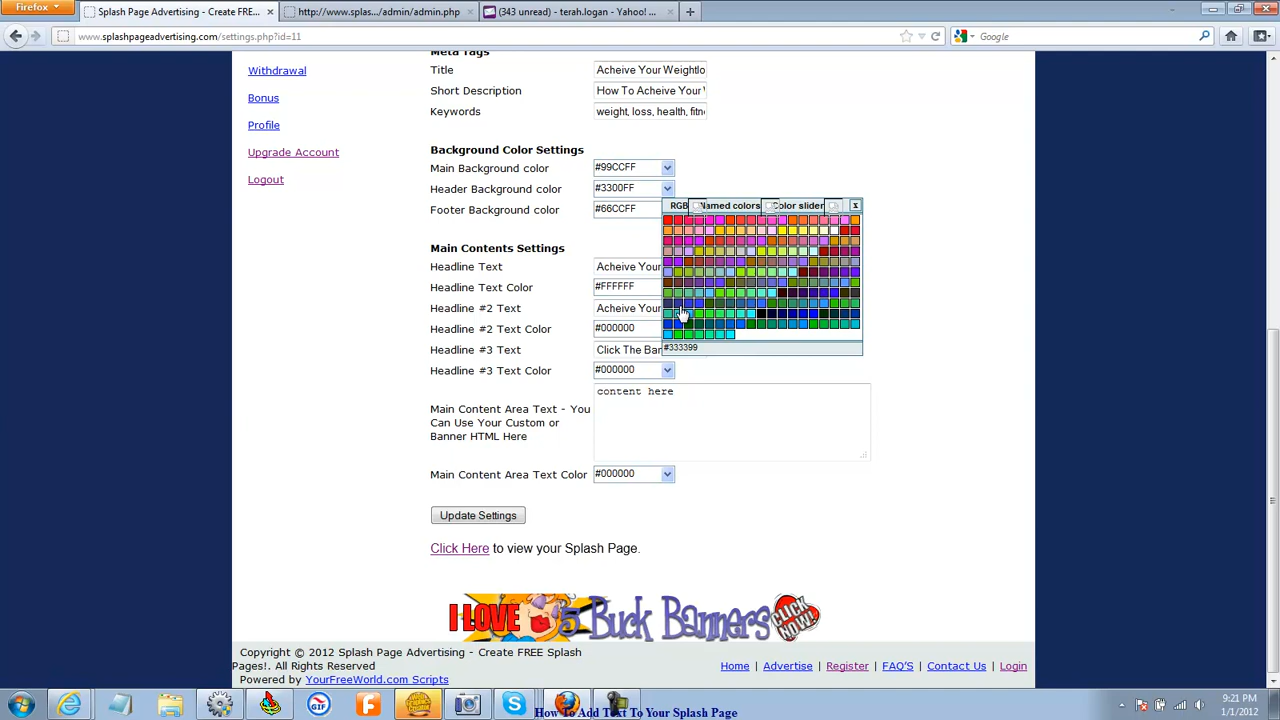 Firefox
Splash Page Advertising - Create FREE...
http://www.splas.../admin/admin.php
(343 unread) - terah.logan - Yahoo! ...
www.splashpageadvertising.com/settings.php?id=11
Google
Meta Tags
Withdrawal
Title
Acheive Your Weightlo
Short Description
How To Acheive Your
Bonus
Keywords
weight, loss, health, fitn
Profile
Upgrade Account
Logout
Background Color Settings
Main Background color
#99CCFF
Header Background color
#3300FF
Footer Background color
#66CCFF
RGB
Named colors
Color slider
X
Main Contents Settings
Headline Text
Acheive Your
Headline Text Color
#FFFFFF
Headline #2 Text
Acheive Your
Headline #2 Text Color
#000000
#333399
Headline #3 Text
Click The Ban
Headline #3 Text Color
#000000
content here
Main Content Area Text - You
Can Use Your Custom or
Banner HTML Here
Main Content Area Text Color
#000000
Update Settings
Click Here to view your Splash Page.
I LOVE 5 Buck Banners CLICK NOW!
Copyright © 2012 Splash Page Advertising - Create FREE Splash
Pages!. All Rights Reserved
Powered by YourFreeWorld.com Scripts
Home | Advertise | Register | FAQ'S | Contact Us | Login
GIF
9:21 PM
1/1/2012
How To Add Text To Your Splash Page